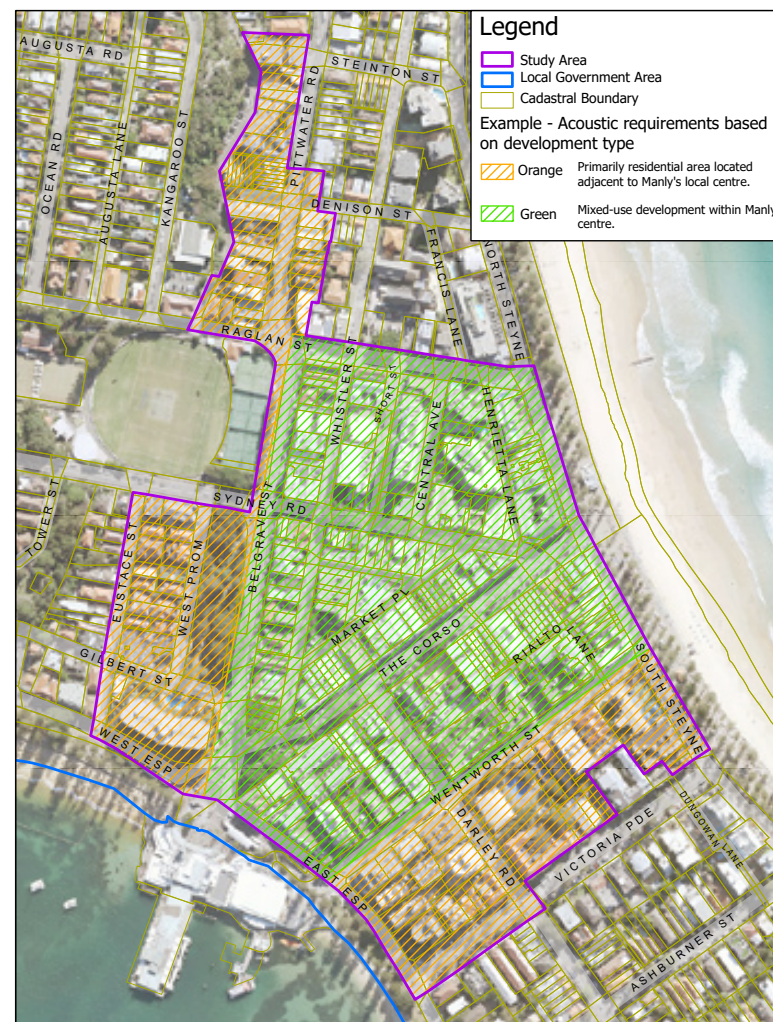 Legend
Study Area
Local Government Area
Cadastral Boundary
Example - Acoustic requirements based
on development type
Orange
Primarily residential area located
adjacent to Manly's local centre.
Green
Mixed-use development within Manly
centre.
AUGUSTA RD
STEINTON ST
PITTWATER RD
OCEAN RD
AUGUSTA LANE
KANGAROO ST
DENISON ST
FRANCIS LANE
NORTH STEYNE
RAGLAN ST
WHISTLER ST
SHORT ST
CENTRAL AVE
HENRIETTA LANE
SYDNEY RD
BELGRAVE ST
TOWER ST
EUSTACE ST
WEST PROM
MARKET PL
THE CORSO
RIALTO LANE
GILBERT ST
SOUTH STEYNE
WEST ESP
WENTWORTH ST
DARLEY RD
EAST ESP
VICTORIA PDE
DUNGOWAN LANE
ASHBURNER ST